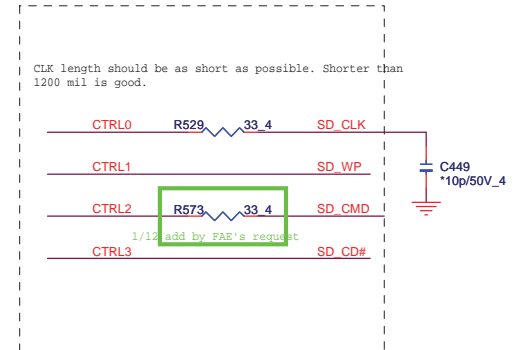 CLK length should be as short as possible. Shorter than
1200 mil is good.
CTRL0 R529 33_4 SD_CLK
CTRL1 SD_WP C449
*10p/50V_4
CTRL2 R573 33_4 SD_CMD
1/12 add by FAE's request
CTRL3 SD_CD#